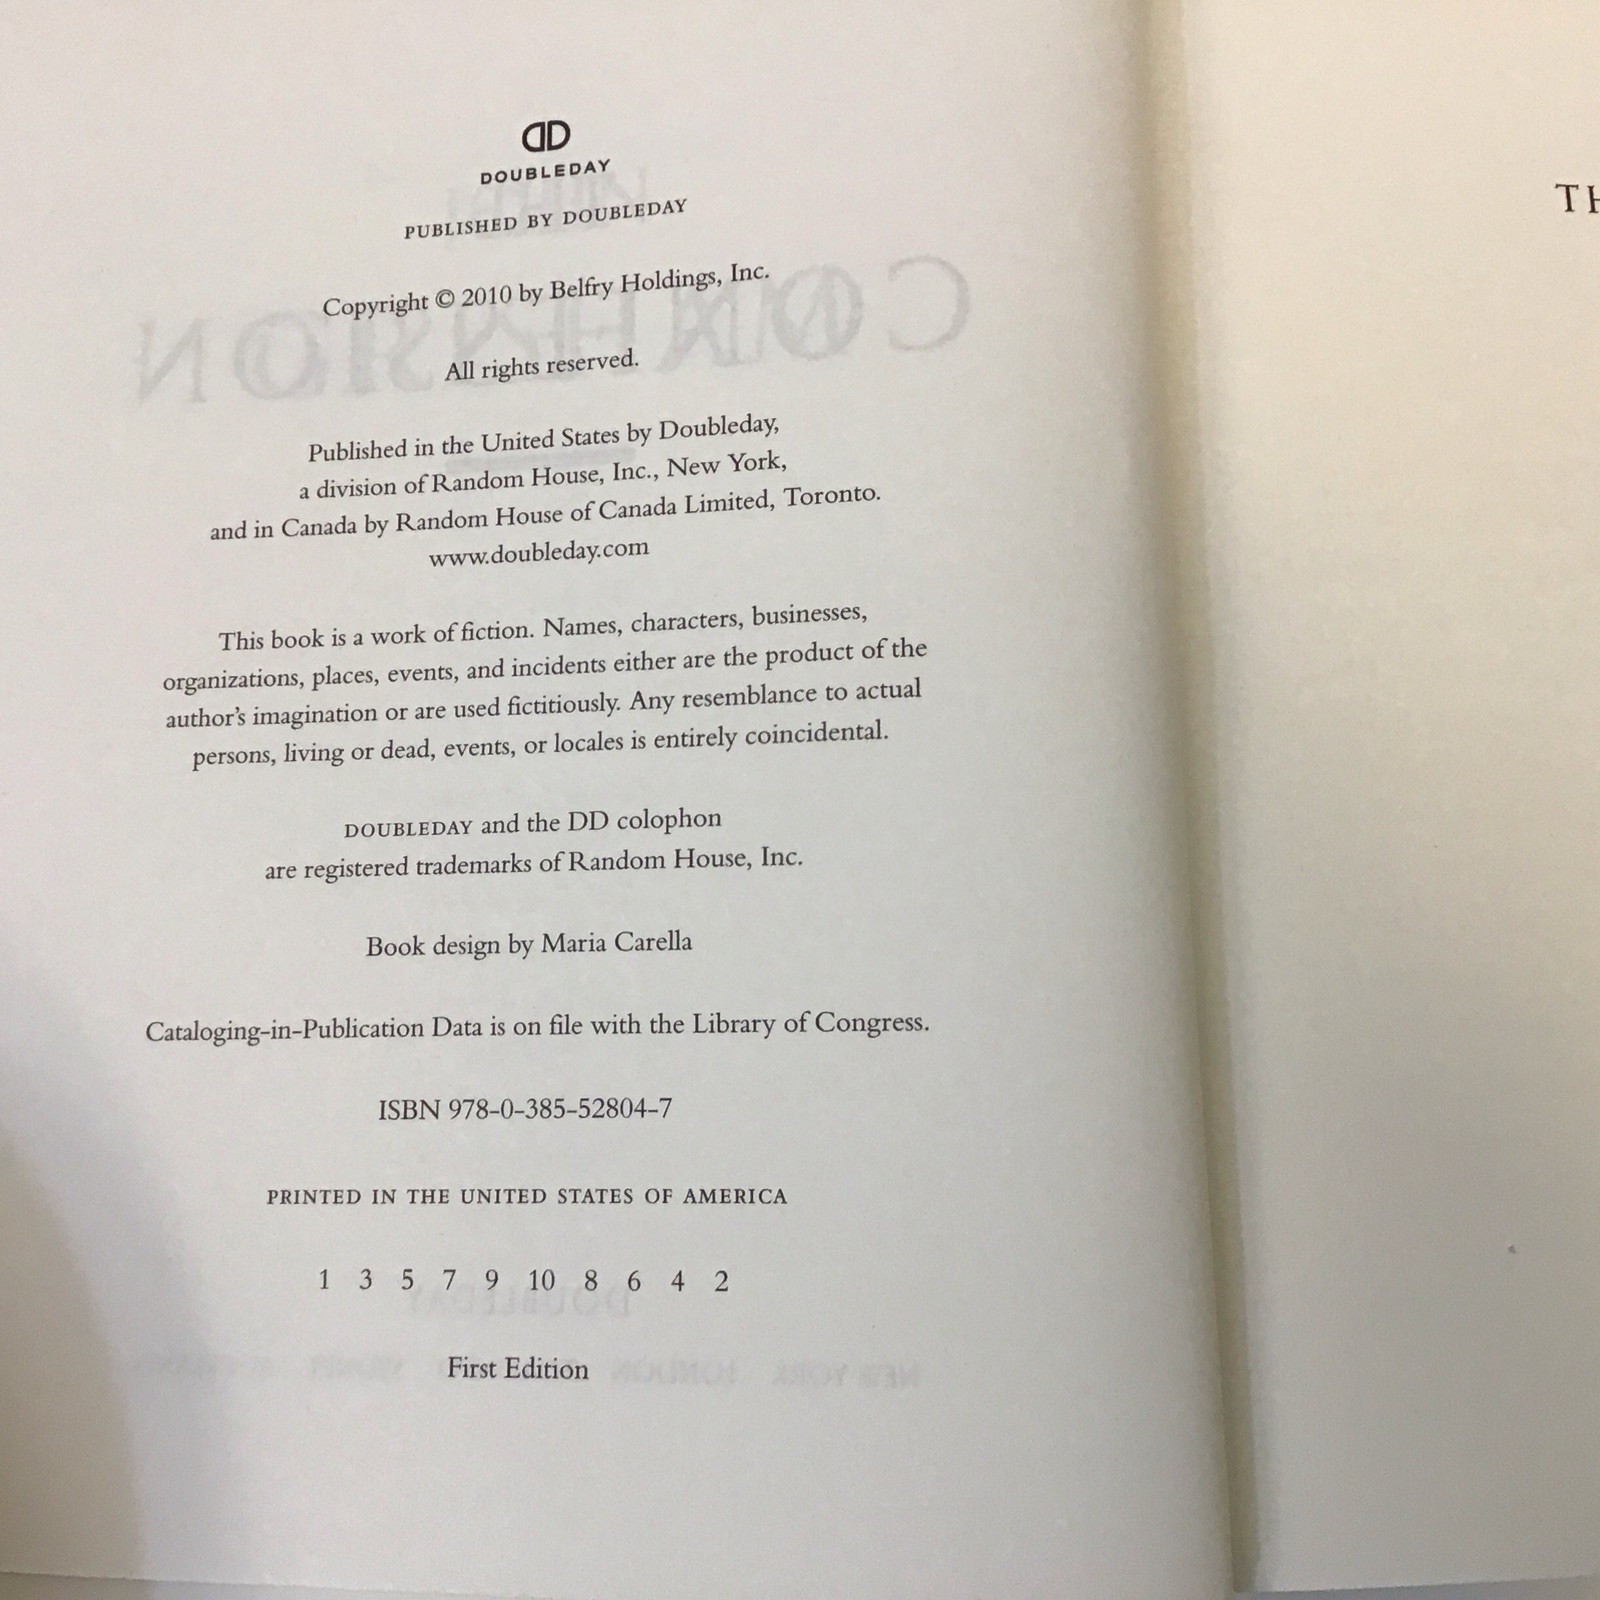 DD
DOUBLEDAY
PUBLISHED BY DOUBLEDAY
Copyright © 2010 by Belfry Holdings, Inc.
All rights reserved.
Published in the United States by Doubleday,
a division of Random House, Inc., New York,
and in Canada by Random House of Canada Limited, Toronto.
www.doubleday.com
This book is a work of fiction. Names, characters, businesses,
organizations, places, events, and incidents either are the product of the
author's imagination or are used fictitiously. Any resemblance to actual
persons, living or dead, events, or locales is entirely coincidental.
DOUBLEDAY and the DD colophon
are registered trademarks of Random House, Inc.
Book design by Maria Carella
Cataloging-in-Publication Data is on file with the Library of Congress.
ISBN 978-0-385-52804-7
PRINTED IN THE UNITED STATES OF AMERICA
1 3 5 7 9 10 8 6 4 2
First Edition